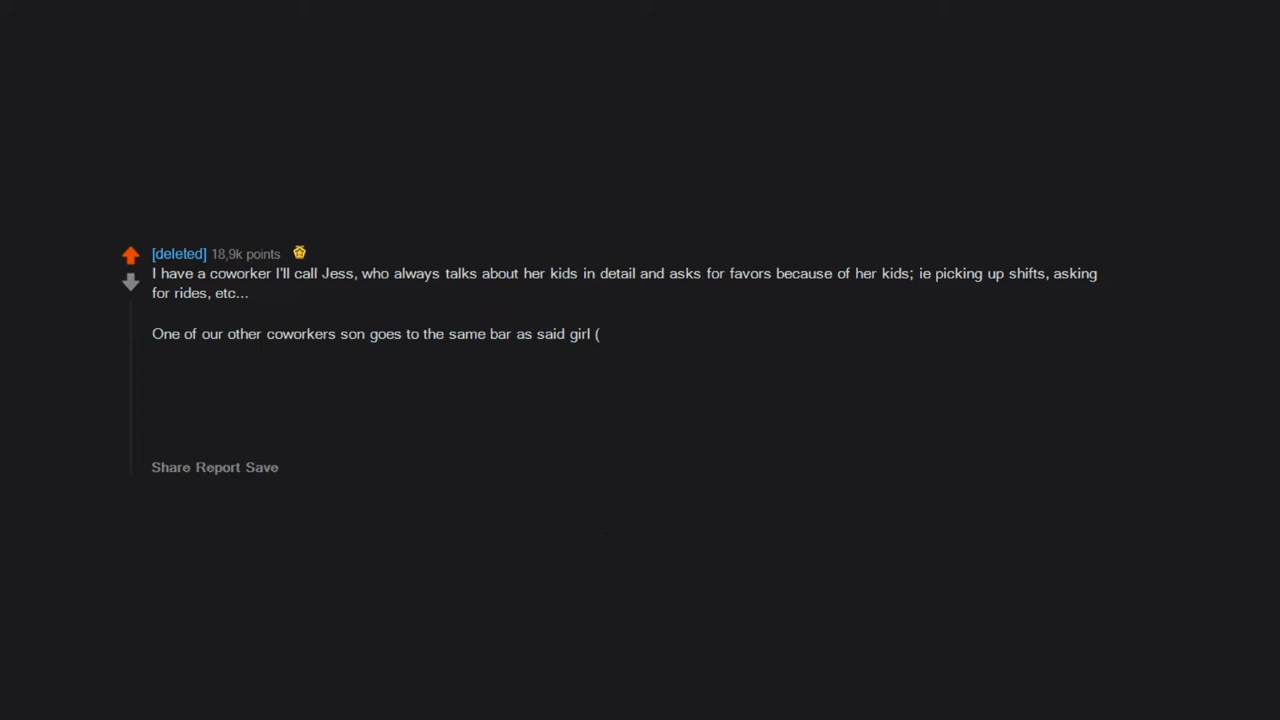 [deleted] 18,9k points
I have a coworker I'll call Jess, who always talks about her kids in detail and asks for favors because of her kids; ie picking up shifts, asking
for rides, etc...
One of our other coworkers son goes to the same bar as said girl (
Share Report Save